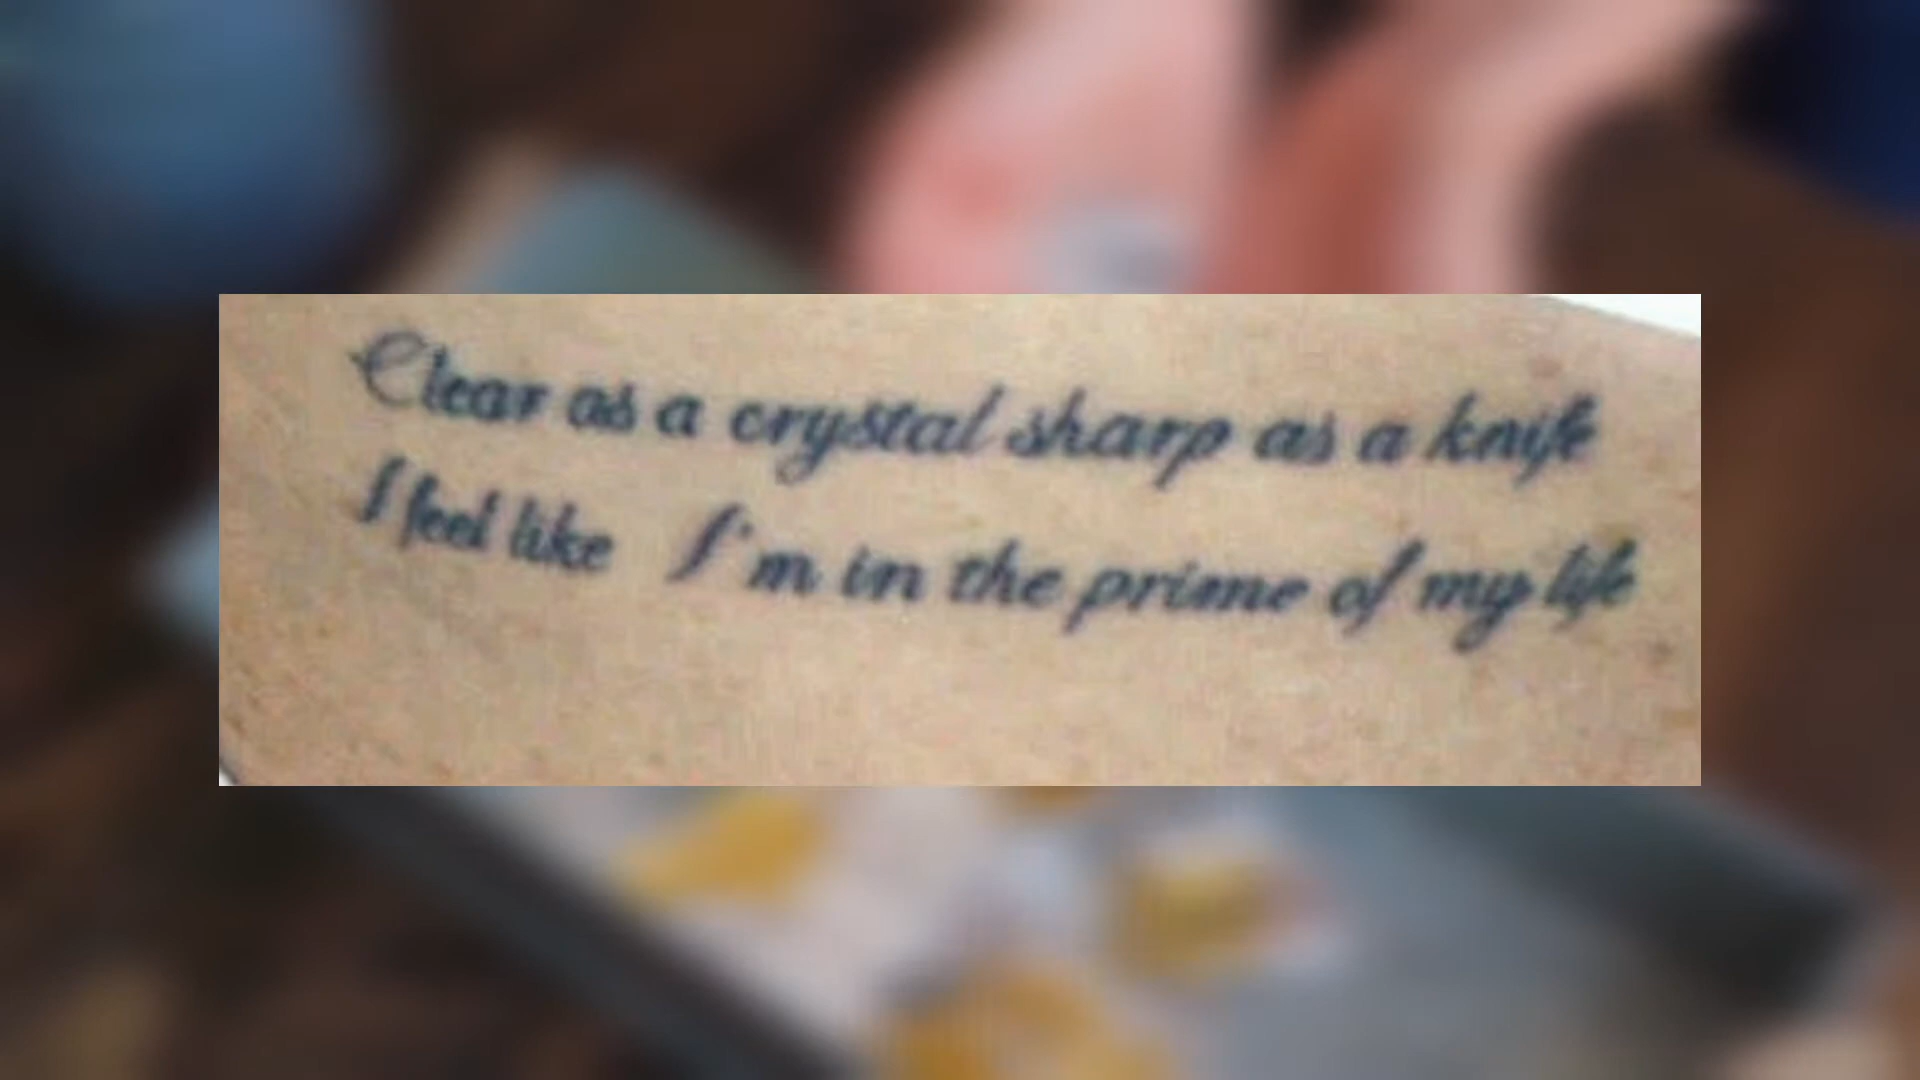 Clear as a crystal sharp as a knife
I feel like I'm in the prime of my life